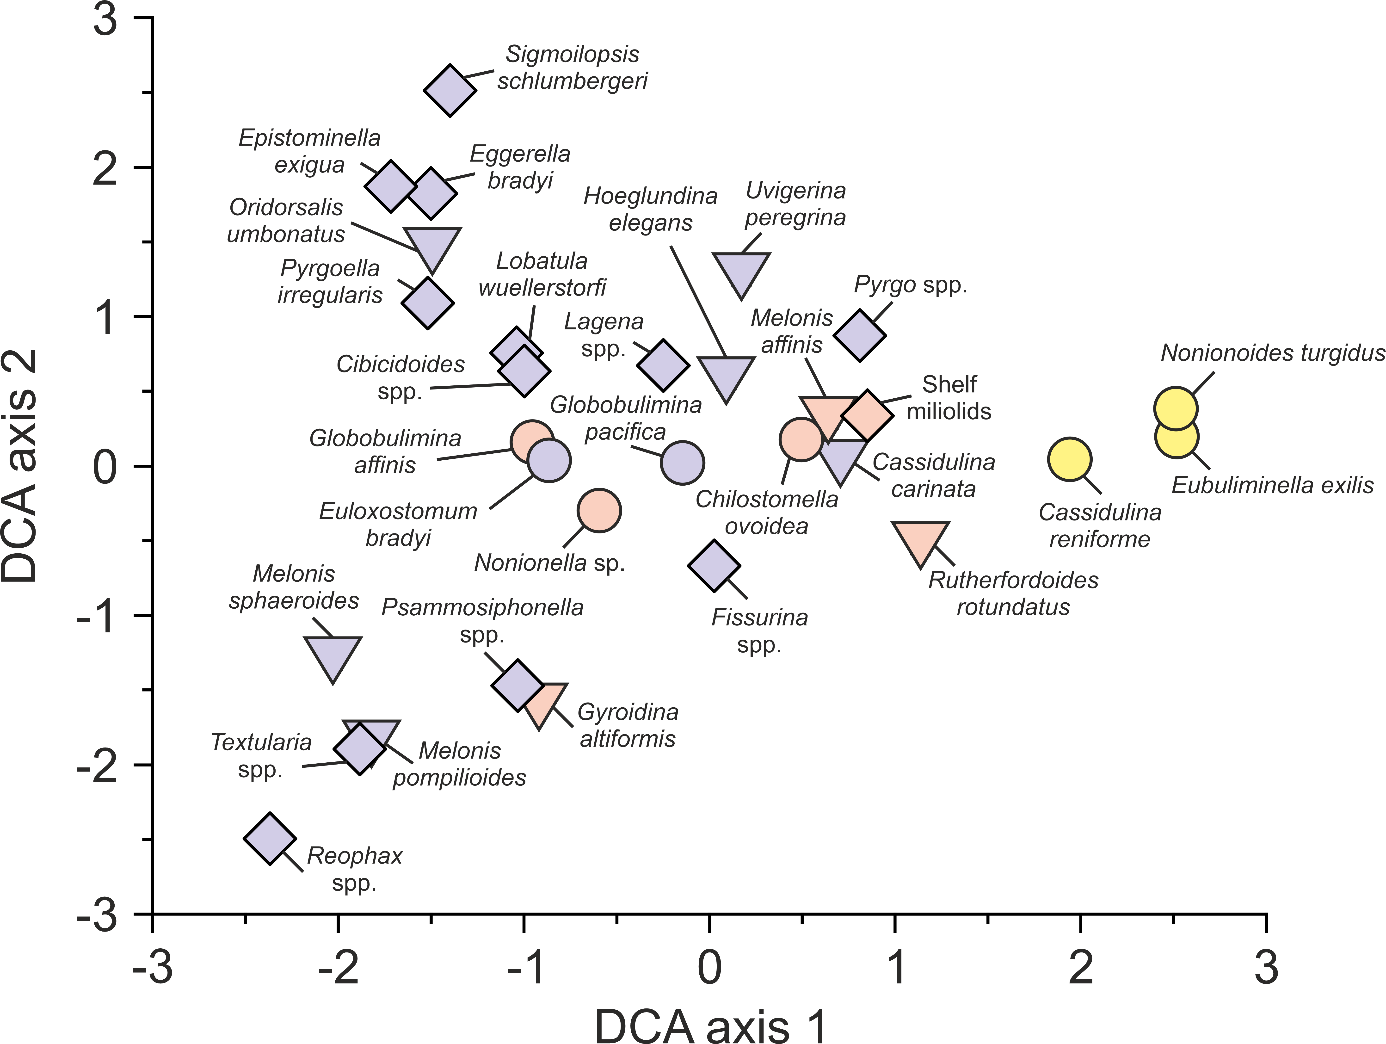 3
2
1
0
-1
-2
-3
DCA axis 2
Sigmoilopsis
schlumbergeri
Epistominella
exigua
Eggerella
bradyi
Oridorsalis
umbonatus
Hoeglundina
elegans
Uvigerina
peregrina
Pyrgoella
irregularis
Lobatula
wuellerstorfi
Pyrgo spp.
Lagena
spp.
Melonis
affinis
Cibicidoides
spp.
Nonionoides turgidus
Shelf
miliolids
Globobulimina
pacifica
Globobulimina
affinis
Cassidulina
carinata
Eubuliminella exilis
Chilostomella
ovoidea
Euloxostomum
bradyi
Cassidulina
reniforme
Nonionella sp.
Melonis
sphaeroides
Rutherfordoides
rotundatus
Psammosiphonella
spp.
Fissurina
spp.
Gyroidina
altiformis
Textularia
spp.
Melonis
pompilioides
Reophax
spp.
-3
-2
-1
0
1
2
3
DCA axis 1